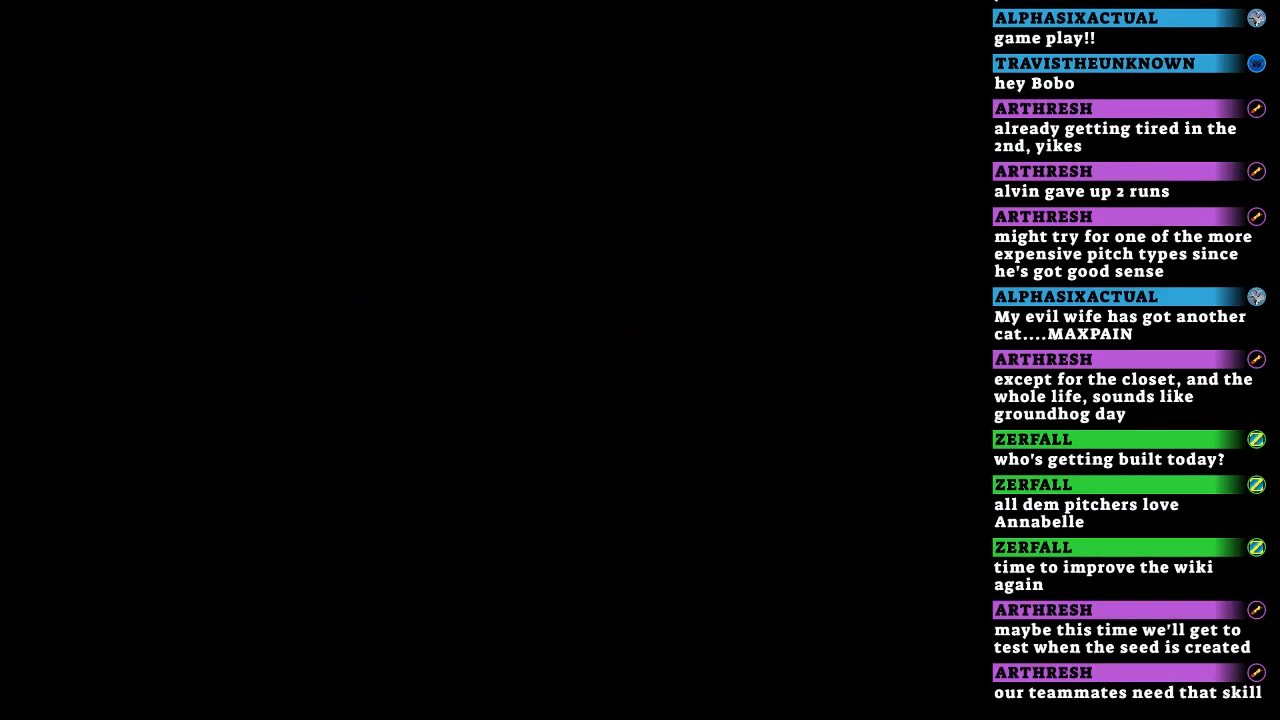 ALPHASIXACTUAL
game play!!
TRAVISTHEUNKNOWN
hey Bobo
ARTHRESH
already getting tired in the
2nd, yikes
ARTHRESH
alvin gave up 2 runs
ARTHRESH
might try for one of the more
expensive pitch types since
he's got good sense
ALPHASIXACTUAL
My evil wife has got another
cat....MAXPAIN
ARTHRESH
except for the closet, and the
whole life, sounds like
groundhog day
ZERFALL
who's getting built today?
ZERFALL
all dem pitchers love
Annabelle
ZERFALL
time to improve the wiki
again
ARTHRESH
maybe this time we'll get to
test when the seed is created
ARTHRESH
our teammates need that skill